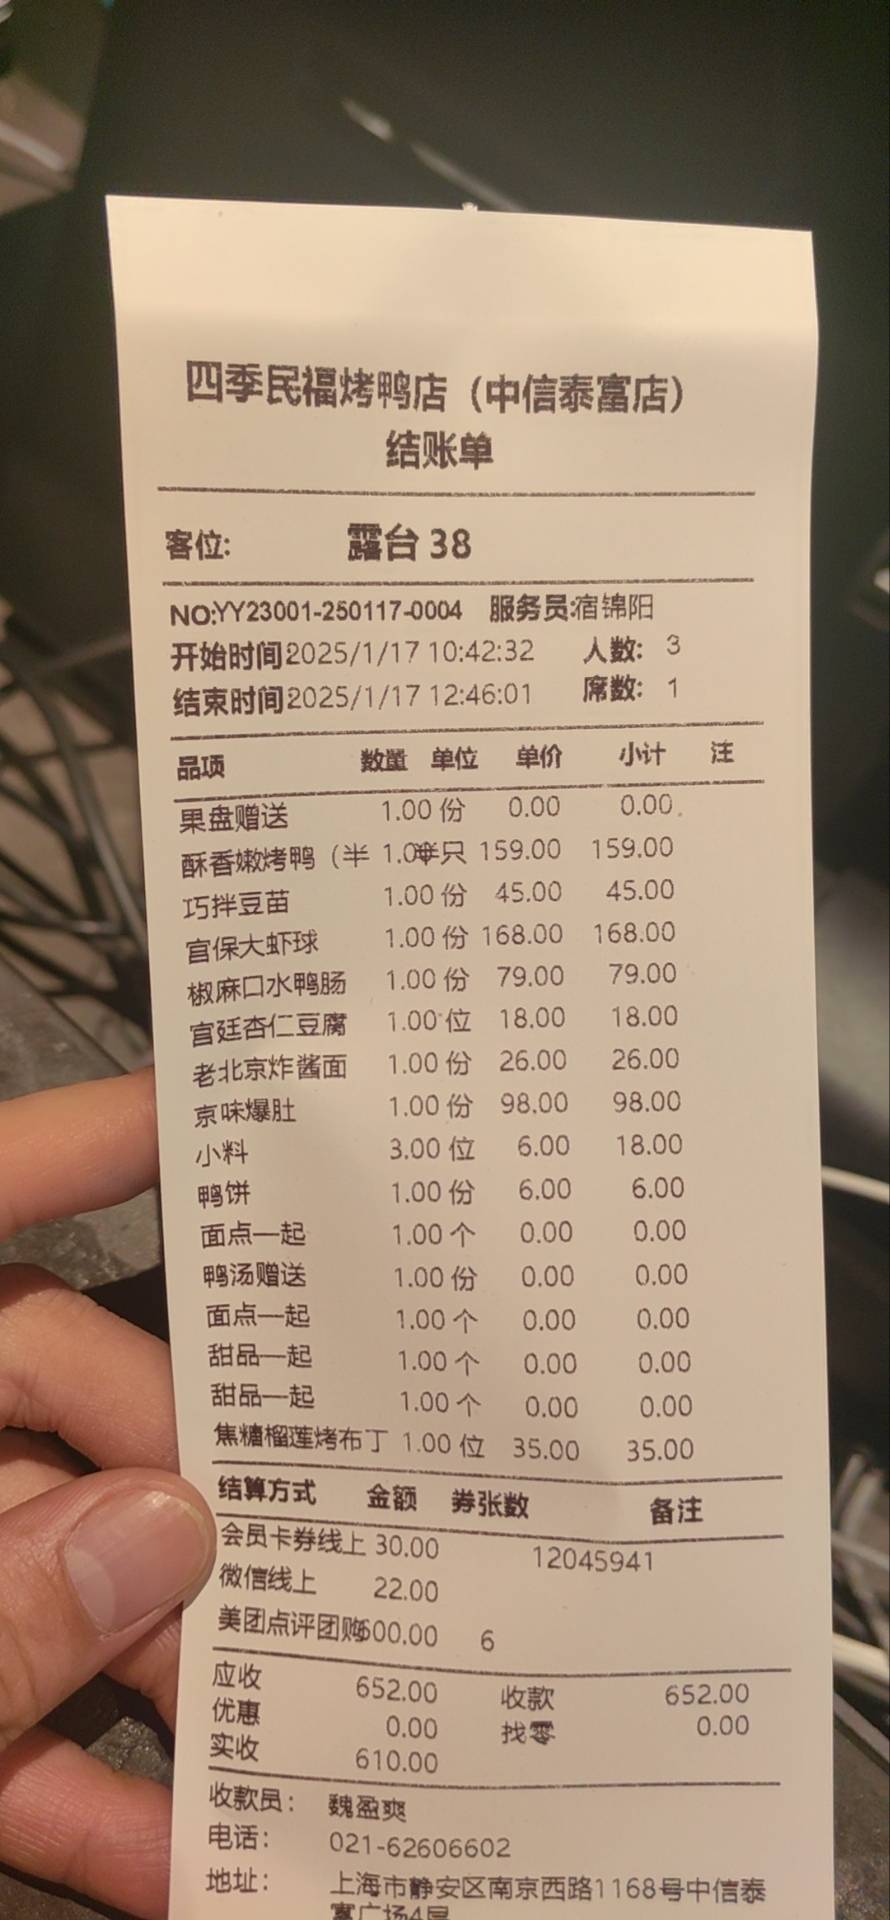 四季民福烤鸭店（中信泰富店）
结账单
客位: 露台 38
NO:YY23001-250117-0004 服务员:宿锦阳
开始时间2025/1/17 10:42:32 人数: 3
结束时间2025/1/17 12:46:01 席数: 1
品项 数量 单位 单价 小计 注
果盘赠送 1.00 份 0.00 0.00
酥香嫩烤鸭（半 1.00半只 159.00 159.00
巧拌豆苗 1.00 份 45.00 45.00
宫保大虾球 1.00 份 168.00 168.00
椒麻口水鸭肠 1.00 份 79.00 79.00
宫廷杏仁豆腐 1.00 位 18.00 18.00
老北京炸酱面 1.00 份 26.00 26.00
京味爆肚 1.00 份 98.00 98.00
小料 3.00 位 6.00 18.00
鸭饼 1.00 份 6.00 6.00
面点一起 1.00 个 0.00 0.00
鸭汤赠送 1.00 份 0.00 0.00
面点一起 1.00 个 0.00 0.00
甜品一起 1.00 个 0.00 0.00
甜品一起 1.00 个 0.00 0.00
焦糖榴莲烤布丁 1.00 位 35.00 35.00
结算方式 金额 券张数 备注
会员卡券线上 30.00 12045941
微信线上 22.00
美团点评团购600.00 6
应收 652.00 收款 652.00
优惠 0.00 找零 0.00
实收 610.00
收款员： 魏盈爽
电话： 021-62606602
地址： 上海市静安区南京西路1168号中信泰
富广场4层